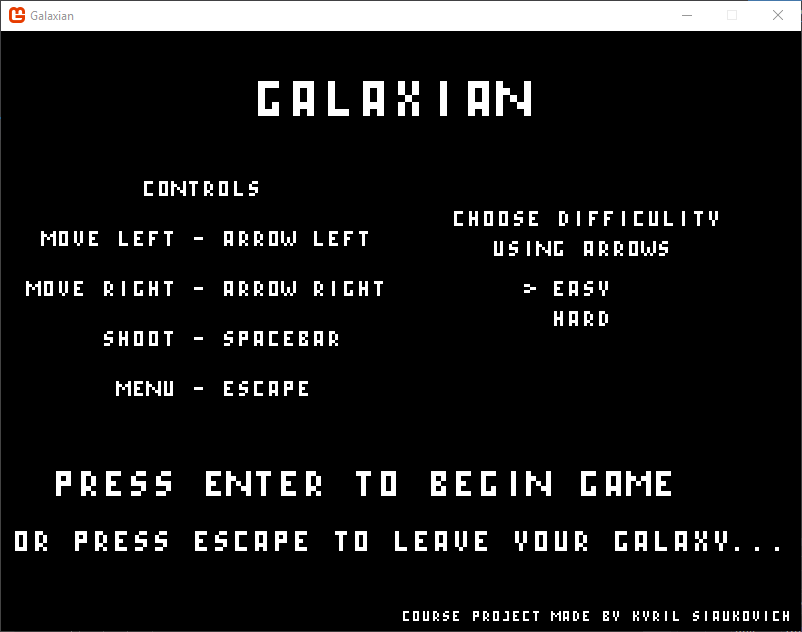 Galaxian
GALAXIAN
CONTROLS
MOVE LEFT - ARROW LEFT
MOVE RIGHT - ARROW RIGHT
SHOOT - SPACEBAR
MENU - ESCAPE
CHOOSE DIFFICULITY
USING ARROWS
> EASY
HARD
PRESS ENTER TO BEGIN GAME
OR PRESS ESCAPE TO LEAVE YOUR GALAXY...
COURSE PROJECT MADE BY KYRIL SIAUKOVICH